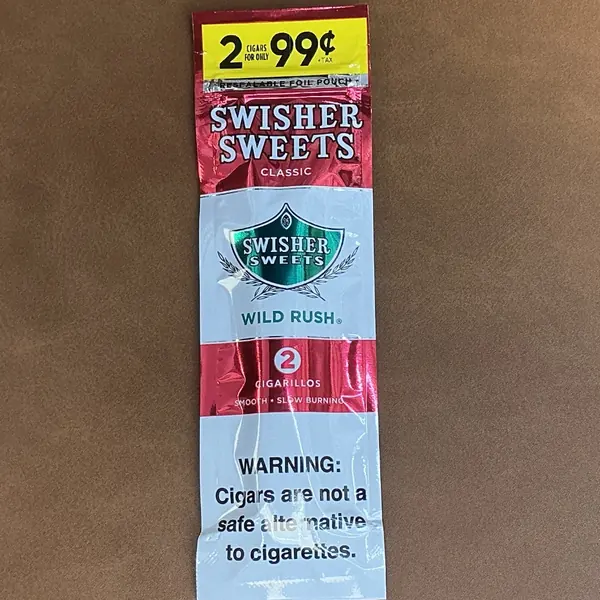 2 CIGARS FOR ONLY 99¢
+TAX
RESEALABLE FOIL POUCH
SWISHER
SWEETS
CLASSIC
SWISHER
SWEETS
WILD RUSH®
2
CIGARILLOS
SMOOTH • SLOW BURNING
WARNING:
Cigars are not a
safe alternative
to cigarettes.